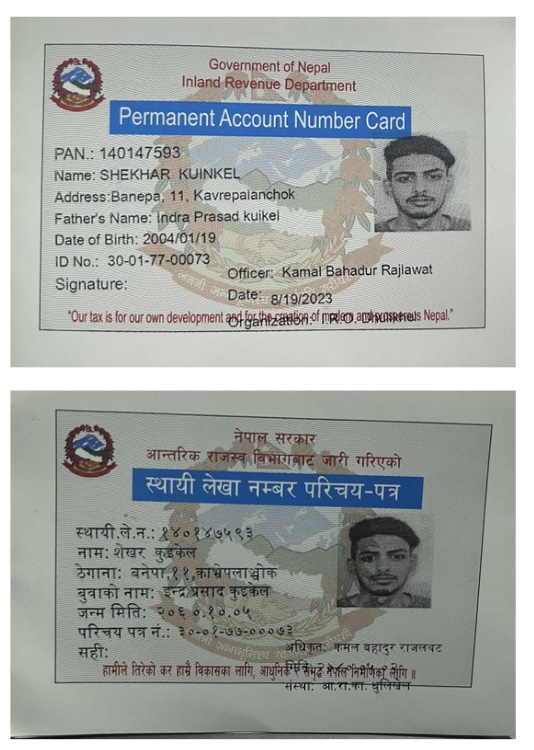 Government of Nepal
Inland Revenue Department
Permanent Account Number Card
PAN.: 140147593
Name: SHEKHAR KUINKEL
Address:Banepa, 11, Kavrepalanchok
Father's Name: Indra Prasad kuikel
Date of Birth: 2004/01/19
ID No.: 30-01-77-00073
Signature:
Officer: Kamal Bahadur Rajlawat
Date: 8/19/2023
"Our tax is for our own development and for the creation of modern and prosperous Nepal."
Organization: I.R.O. Dhulikhel
नेपाल सरकार
आन्तरिक राजस्व विभागबाट जारी गरिएको
स्थायी लेखा नम्बर परिचय-पत्र
स्थायी.ले.न.: १४०१४७५९३
नाम: शेखर कुइकेल
ठेगाना: बनेपा,११,काभ्रेपलाञ्चोक
बुवाको नाम: इन्द्र प्रसाद कुइकेल
जन्म मिति: २०६०.१०.०५
परिचय पत्र नं.: ३०-०१-७७-०००७३
सही:
अधिकृत: कमल बहादुर राजलवट
मिति:
हामीले तिरेको कर हाम्रै विकासका लागि, आधुनिक र समृद्ध नेपाल निर्माणका लागि ॥
संस्था: आ.रा.का. धुलिखेल